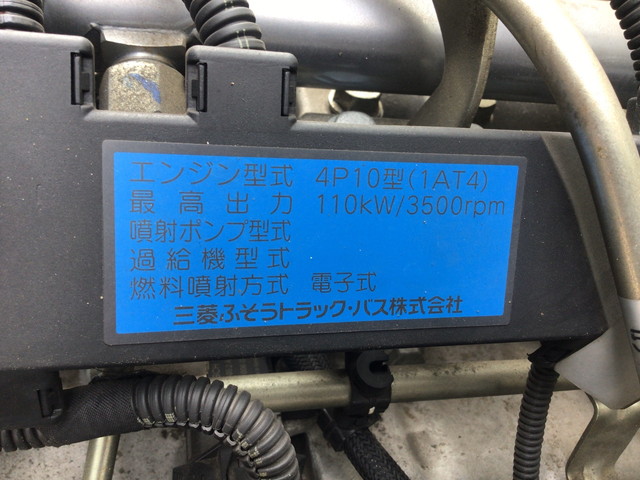 エンジン型式 4P10型(1AT4)
最高出力 110kW/3500rpm
噴射ポンプ型式
過給機型式
燃料噴射方式 電子式
三菱ふそうトラック・バス株式会社